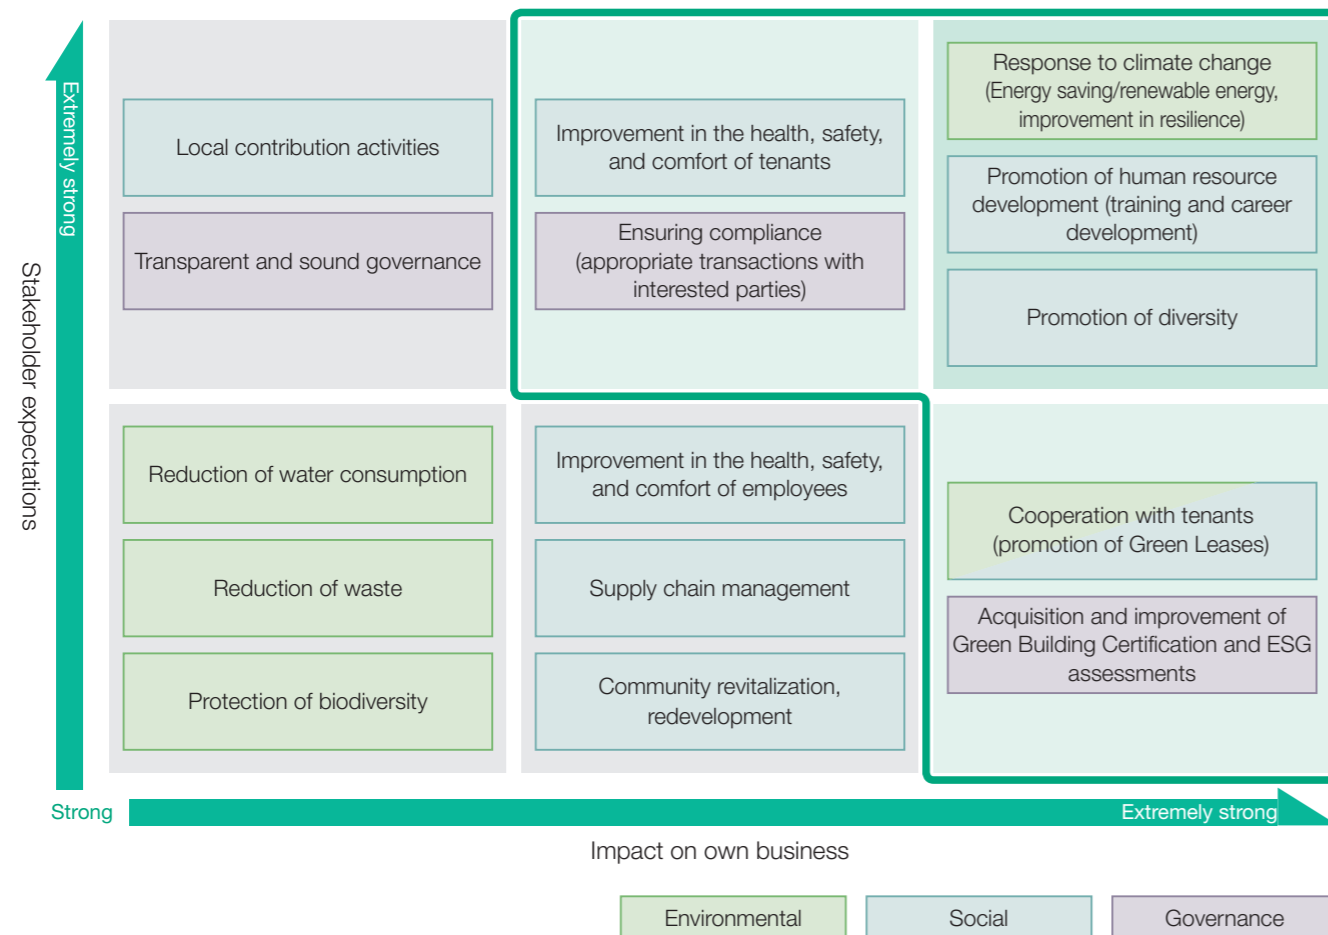 Extremely strong
Stakeholder expectations
Local contribution activities
Transparent and sound governance
Improvement in the health, safety,
and comfort of tenants
Ensuring compliance
(appropriate transactions with
interested parties)
Response to climate change
(Energy saving/renewable energy,
improvement in resilience)
Promotion of human resource
development (training and career
development)
Promotion of diversity
Reduction of water consumption
Reduction of waste
Protection of biodiversity
Improvement in the health, safety,
and comfort of employees
Supply chain management
Community revitalization,
redevelopment
Cooperation with tenants
(promotion of Green Leases)
Acquisition and improvement of
Green Building Certification and ESG
assessments
Strong
Extremely strong
Impact on own business
Environmental
Social
Governance